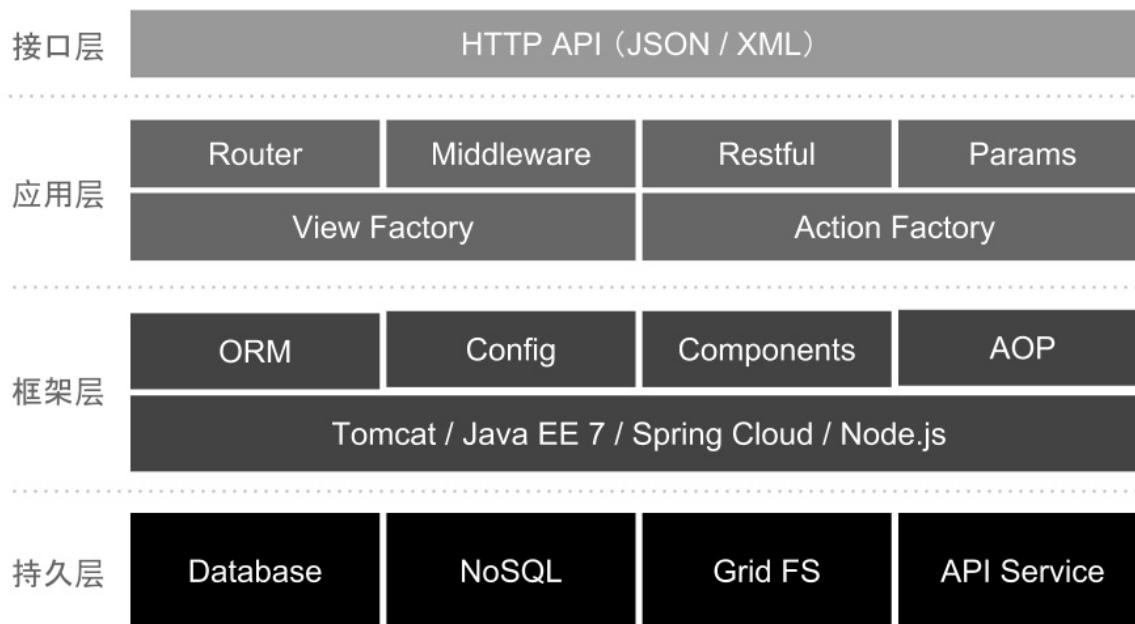 接口层
HTTP API（JSON / XML）
应用层
Router
Middleware
Restful
Params
View Factory
Action Factory
框架层
ORM
Config
Components
AOP
Tomcat / Java EE 7 / Spring Cloud / Node.js
持久层
Database
NoSQL
Grid FS
API Service